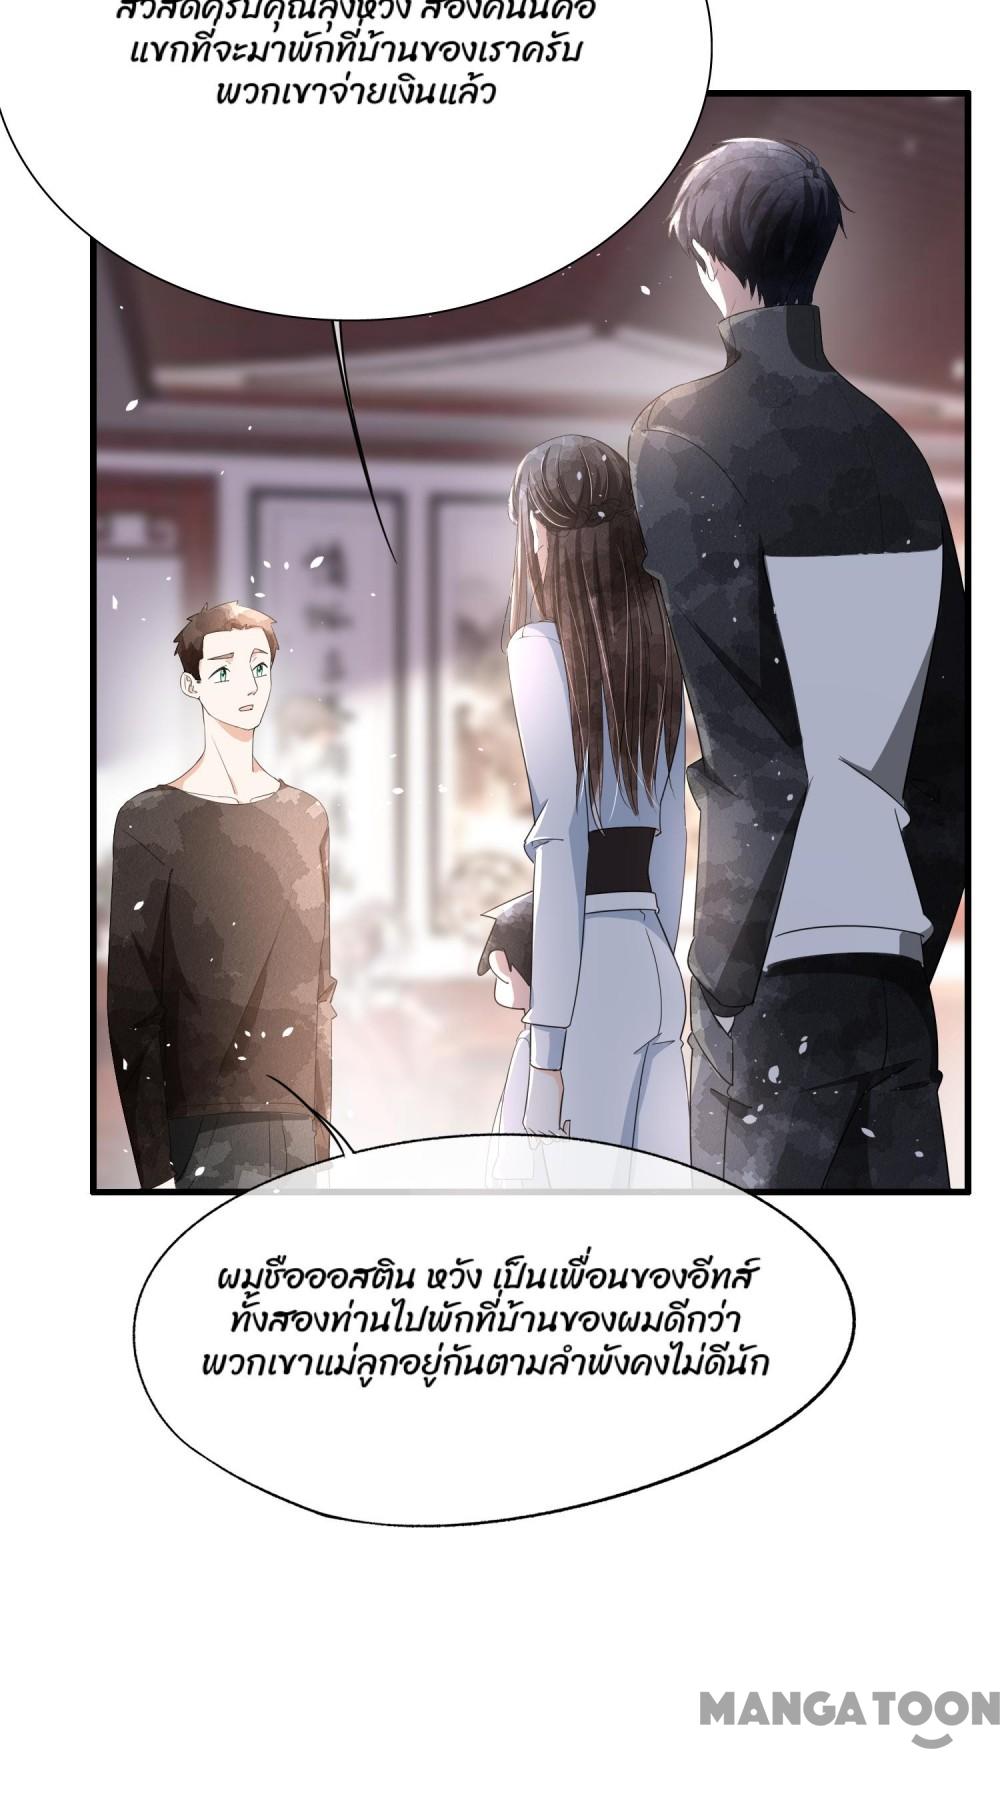 สวัสดีครับคุณลุงหวัง สองคนนี้คือ
แขกที่จะมาพักที่บ้านของเราครับ
พวกเขาจ่ายเงินแล้ว
ผมชื่อออสติน หวัง เป็นเพื่อนของอีทส์
ทั้งสองท่านไปพักที่บ้านของผมดีกว่า
พวกเขาแม่ลูกอยู่กันตามลำพังคงไม่ดีนัก
MANGATOON